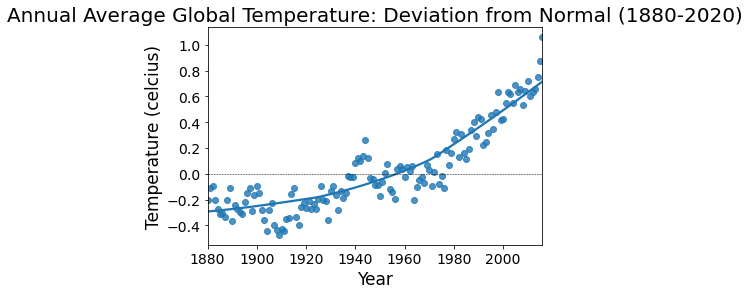 Annual Average Global Temperature: Deviation from Normal (1880-2020)
Temperature (celcius)
1.0
0.8
0.6
0.4
0.2
0.0
−0.2
−0.4
1880 1900 1920 1940 1960 1980 2000
Year